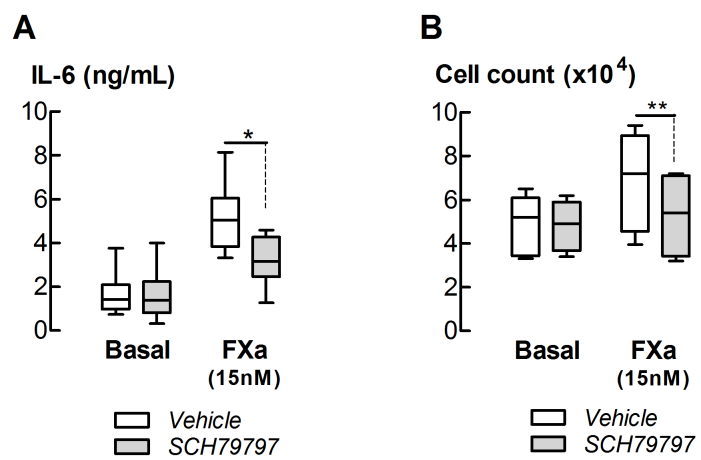 A
IL-6 (ng/mL)
10
8
6
4
2
0
*
Basal
FXa
(15nM)
Vehicle
SCH79797
B
Cell count (x10⁴)
10
8
6
4
2
0
**
Basal
FXa
(15nM)
Vehicle
SCH79797